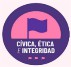 CÍVICA, ÉTICA
E INTEGRIDAD